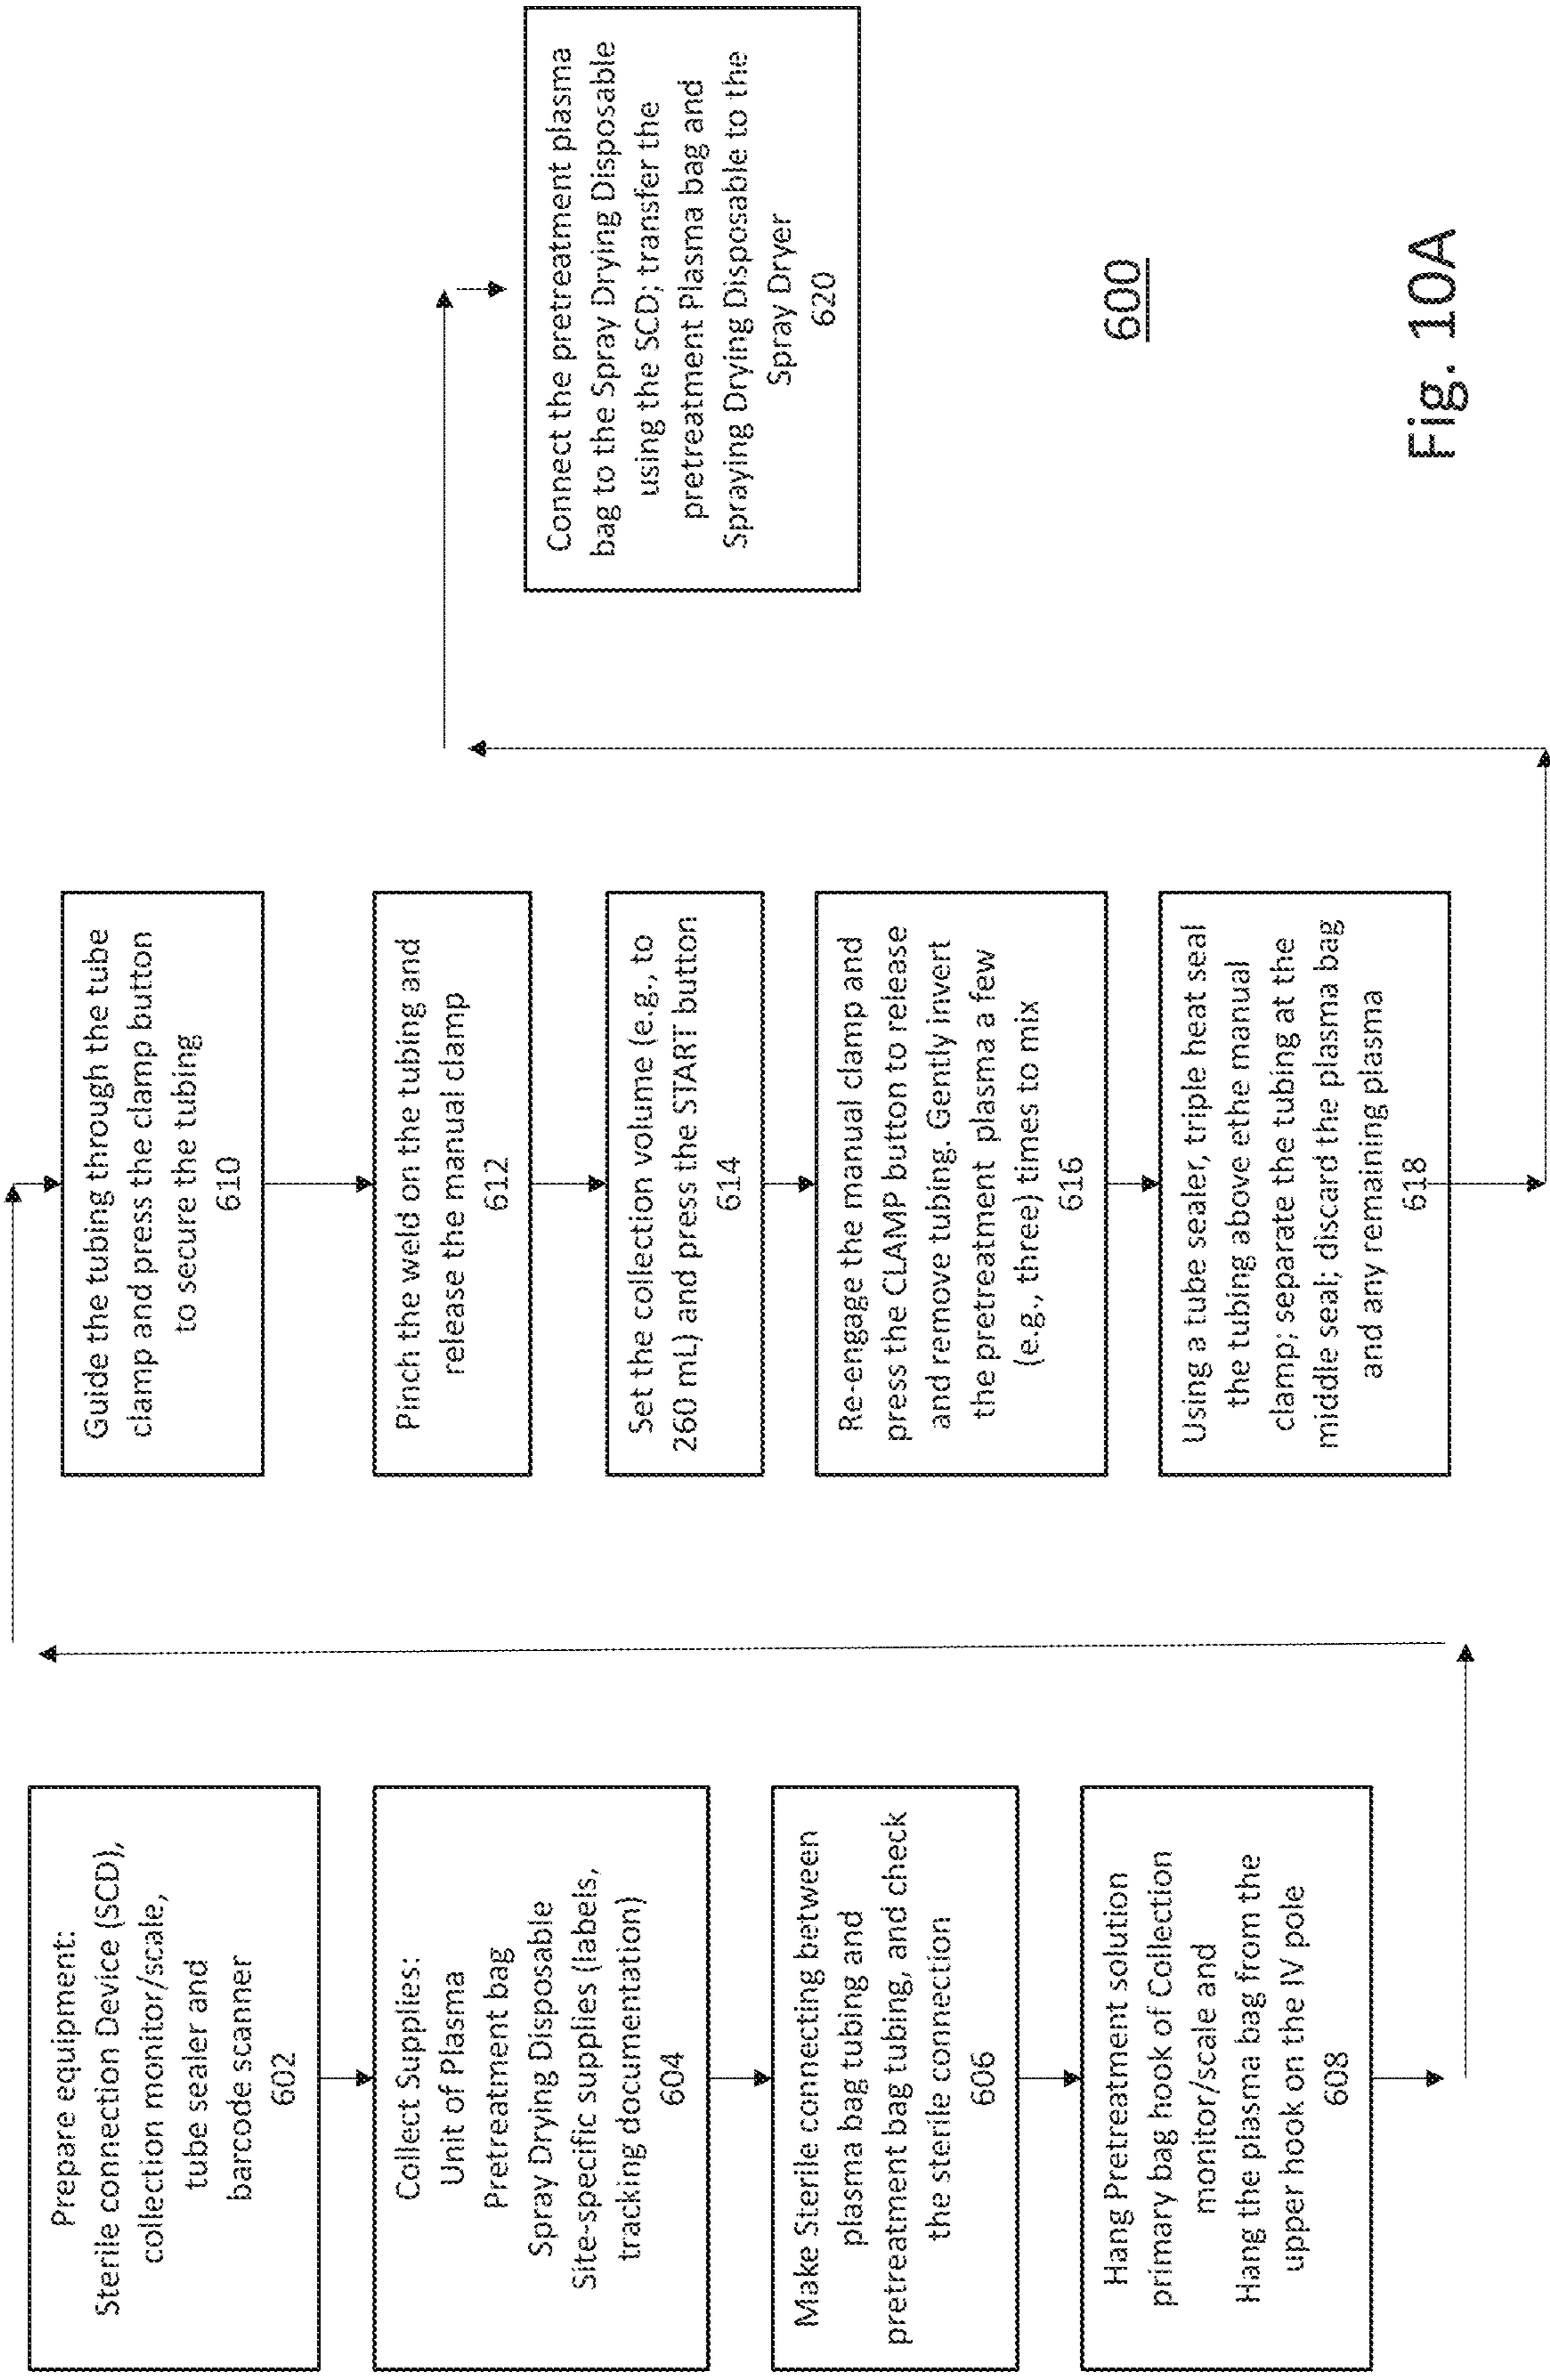 Prepare equipment:
Sterile connection Device (SCD),
collection monitor/scale,
tube sealer and
barcode scanner
602
Collect Supplies:
Unit of Plasma
Pretreatment bag
Spray Drying Disposable
Site-specific supplies (labels,
tracking documentation)
604
Make Sterile connecting between
plasma bag tubing and
pretreatment bag tubing, and check
the sterile connection
606
Hang Pretreatment solution
primary bag hook of Collection
monitor/scale and
Hang the plasma bag from the
upper hook on the IV pole
608
Guide the tubing through the tube
clamp and press the clamp button
to secure the tubing
610
Pinch the weld on the tubing and
release the manual clamp
612
Set the collection volume (e.g., to
260 mL) and press the START button
614
Re-engage the manual clamp and
press the CLAMP button to release
and remove tubing. Gently invert
the pretreatment plasma a few
(e.g., three) times to mix
616
Using a tube sealer, triple heat seal
the tubing above ethe manual
clamp; separate the tubing at the
middle seal; discard the plasma bag
and any remaining plasma
618
Connect the pretreatment plasma
bag to the Spray Drying Disposable
using the SCD; transfer the
pretreatment Plasma bag and
Spraying Drying Disposable to the
Spray Dryer
620
600
Fig. 10A